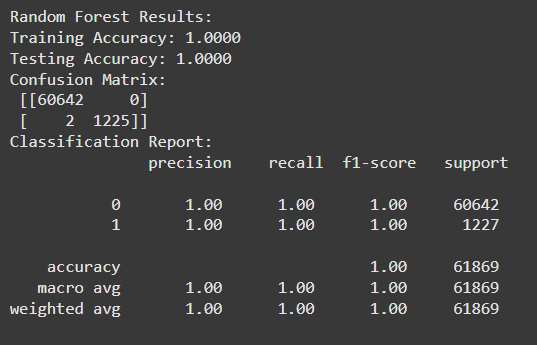 Random Forest Results:
Training Accuracy: 1.0000
Testing Accuracy: 1.0000
Confusion Matrix:
[[60642 0]
[ 2 1225]]
Classification Report:
precision recall f1-score support
0 1.00 1.00 1.00 60642
1 1.00 1.00 1.00 1227
accuracy 1.00 61869
macro avg 1.00 1.00 1.00 61869
weighted avg 1.00 1.00 1.00 61869